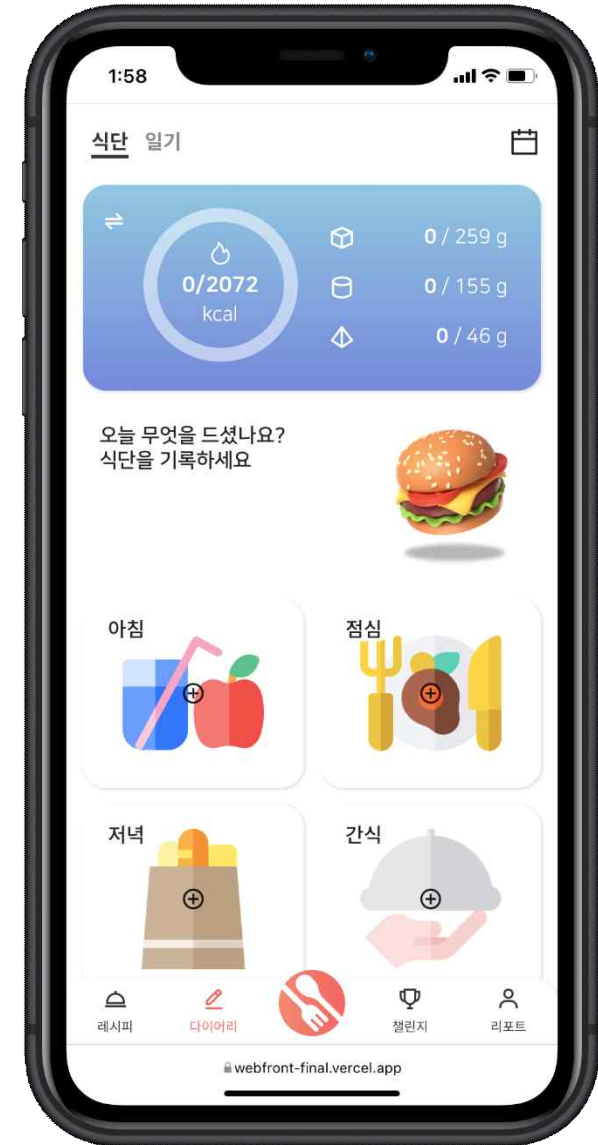 1:58
식단 일기
0/2072
kcal
0 / 259 g
0 / 155 g
0 / 46 g
오늘 무엇을 드셨나요?
식단을 기록하세요
아침
점심
저녁
간식
레시피
다이어리
챌린지
리포트
webfront-final.vercel.app